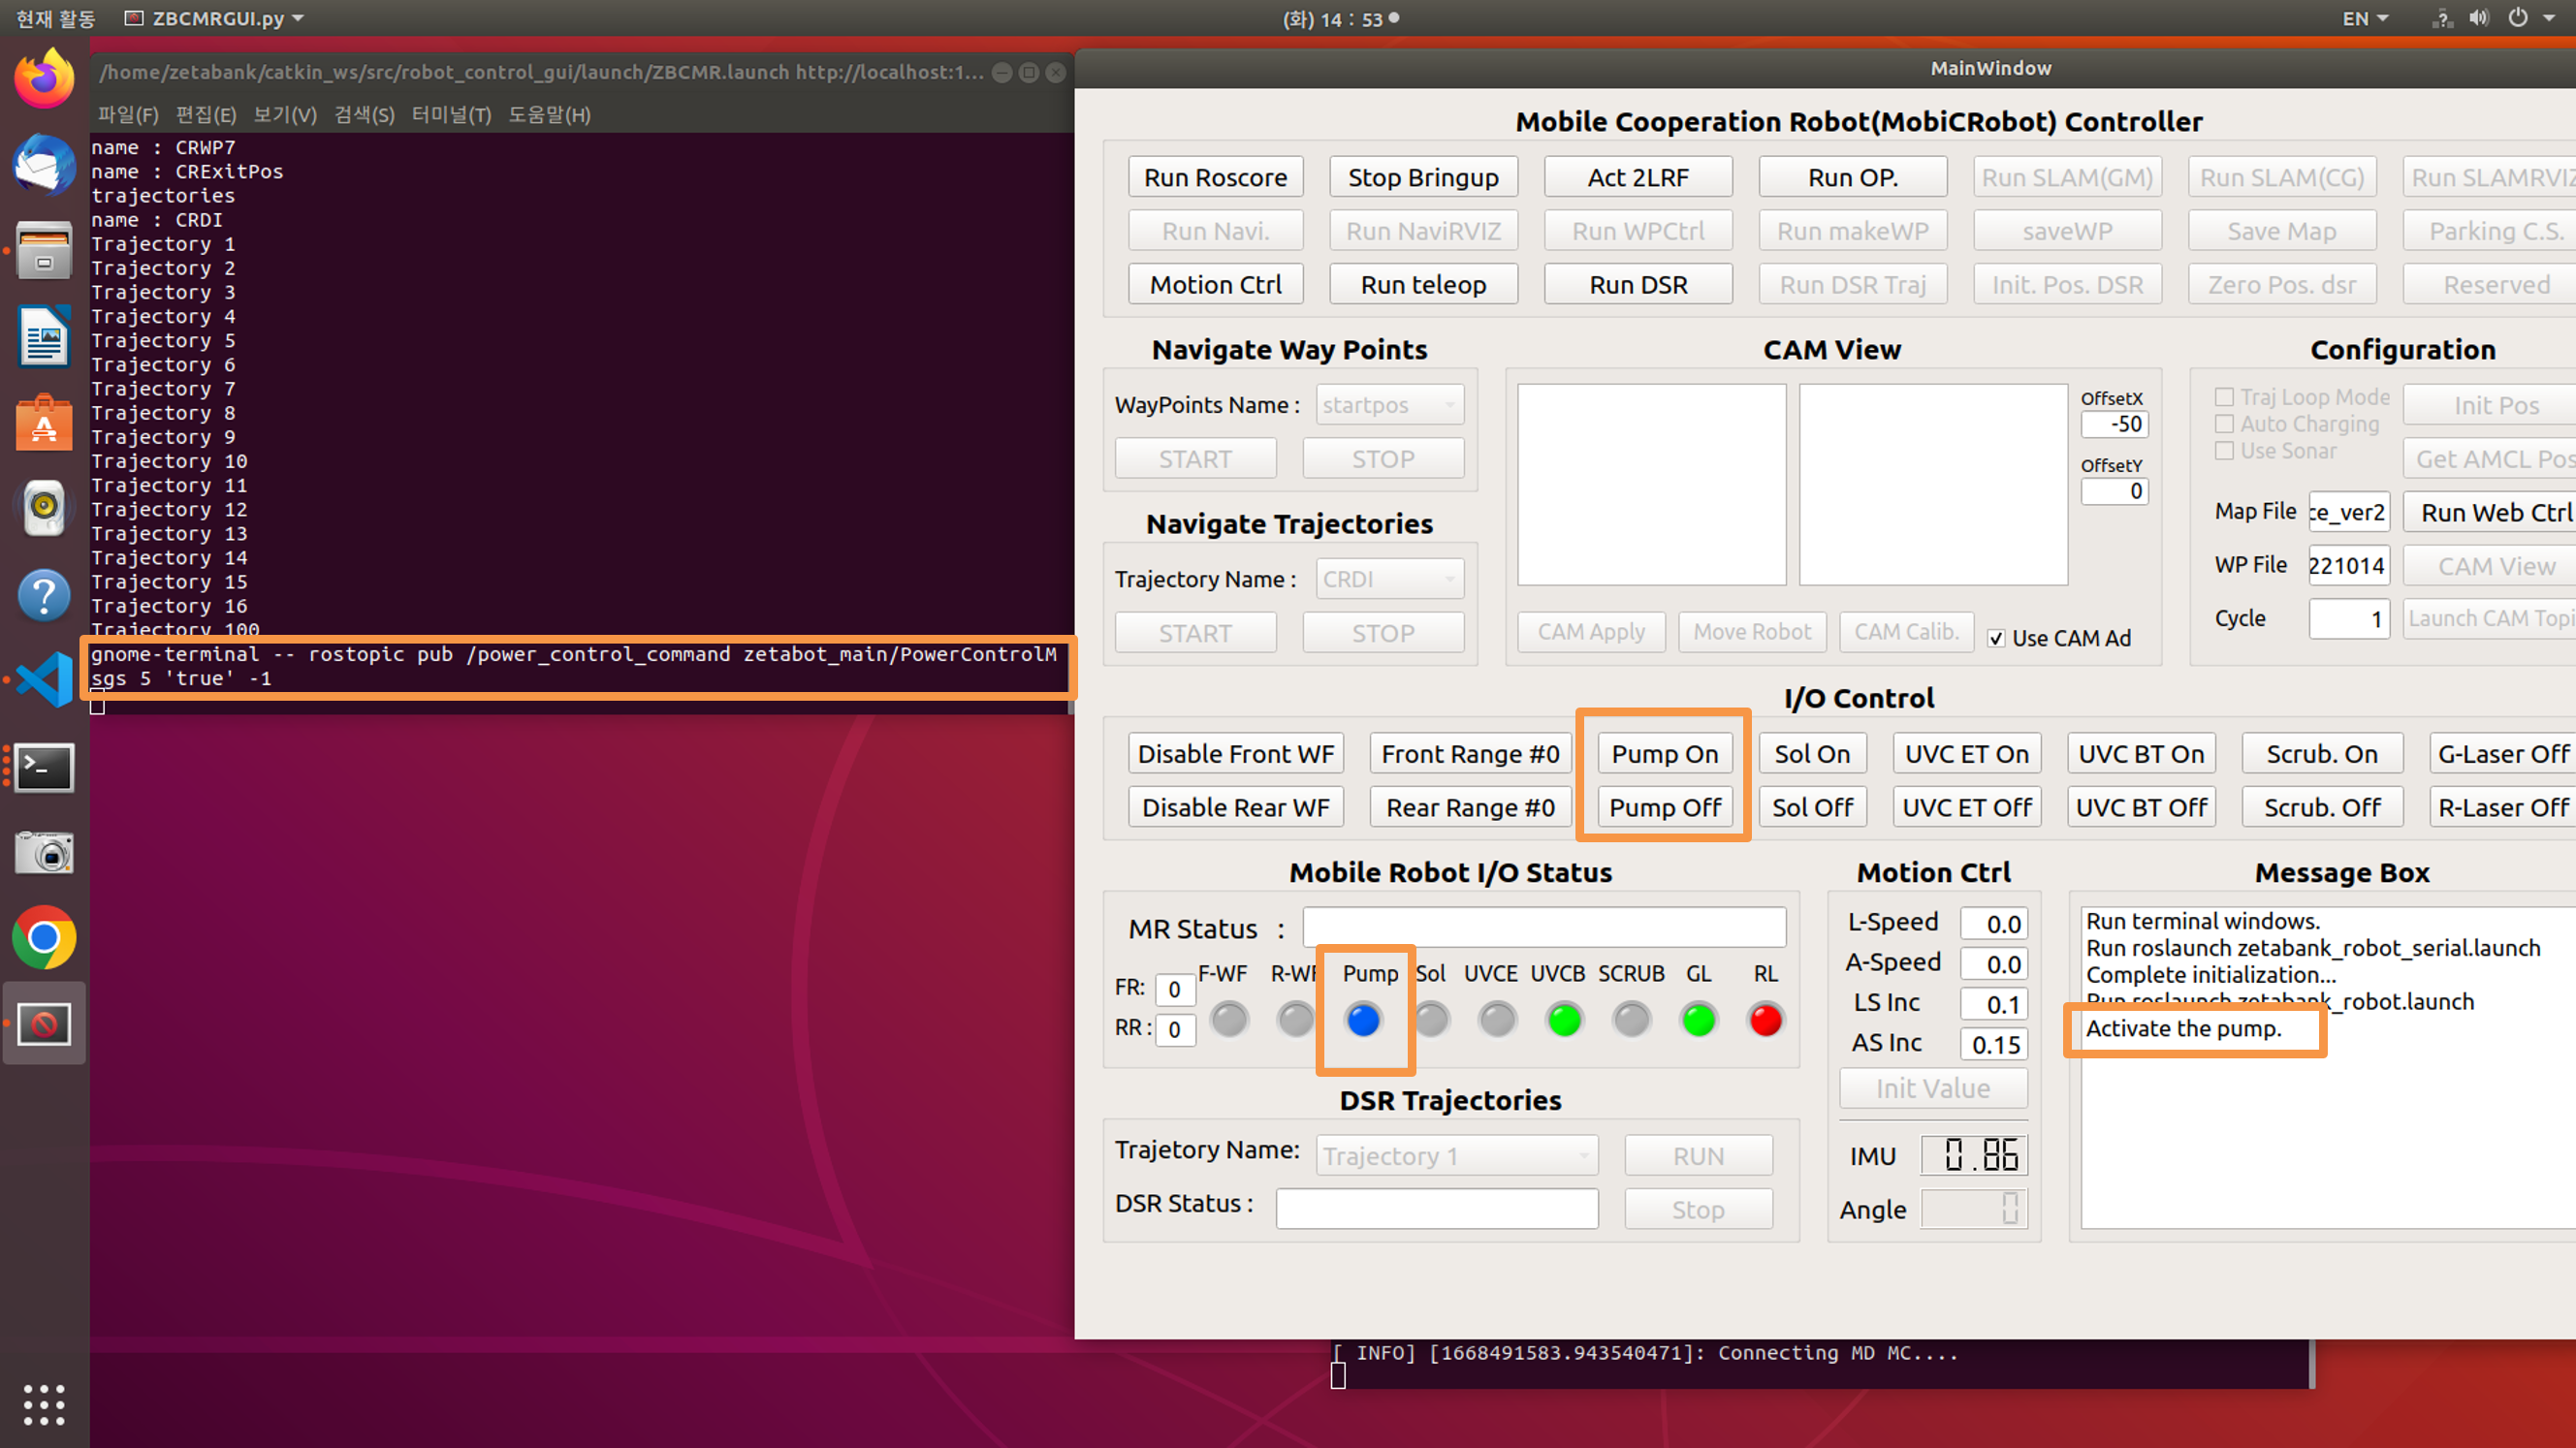 현재 활동
ZBCMRGUI.py
(화) 14 : 53
EN
/home/zetabank/catkin_ws/src/robot_control_gui/launch/ZBCMR.launch http://localhost:1...
파일(F) 편집(E) 보기(V) 검색(S) 터미널(T) 도움말(H)
name : CRWP7
name : CRExitPos
trajectories
name : CRDI
Trajectory 1
Trajectory 2
Trajectory 3
Trajectory 4
Trajectory 5
Trajectory 6
Trajectory 7
Trajectory 8
Trajectory 9
Trajectory 10
Trajectory 11
Trajectory 12
Trajectory 13
Trajectory 14
Trajectory 15
Trajectory 16
Trajectory 100
gnome-terminal -- rostopic pub /power_control_command zetabot_main/PowerControlM
sgs 5 'true' -1
MainWindow
Mobile Cooperation Robot(MobiCRobot) Controller
Run Roscore Stop Bringup Act 2LRF Run OP. Run SLAM(GM) Run SLAM(CG) Run SLAMRVIZ
Run Navi. Run NaviRVIZ Run WPCtrl Run makeWP saveWP Save Map Parking C.S.
Motion Ctrl Run teleop Run DSR Run DSR Traj Init. Pos. DSR Zero Pos. dsr Reserved
Navigate Way Points
WayPoints Name : startpos
START STOP
Navigate Trajectories
Trajectory Name : CRDI
START STOP
CAM View
OffsetX
-50
OffsetY
0
CAM Apply Move Robot CAM Calib. Use CAM Ad
Configuration
Traj Loop Mode
Auto Charging
Use Sonar
Init Pos
Get AMCL Pos
Map File ce_ver2 Run Web Ctrl
WP File 221014 CAM View
Cycle 1 Launch CAM Topi
I/O Control
Disable Front WF Front Range #0 Pump On Sol On UVC ET On UVC BT On Scrub. On G-Laser Off
Disable Rear WF Rear Range #0 Pump Off Sol Off UVC ET Off UVC BT Off Scrub. Off R-Laser Off
Mobile Robot I/O Status
MR Status :
F-WF R-WF Pump Sol UVCE UVCB SCRUB GL RL
FR: 0
RR : 0
DSR Trajectories
Trajetory Name: Trajectory 1 RUN
DSR Status : Stop
Motion Ctrl
L-Speed 0.0
A-Speed 0.0
LS Inc 0.1
AS Inc 0.15
Init Value
IMU 0.86
Angle 0
Message Box
Run terminal windows.
Run roslaunch zetabank_robot_serial.launch
Complete initialization...
Run roslaunch zetabank_robot.launch
Activate the pump.
[ INFO] [1668491583.943540471]: Connecting MD MC....